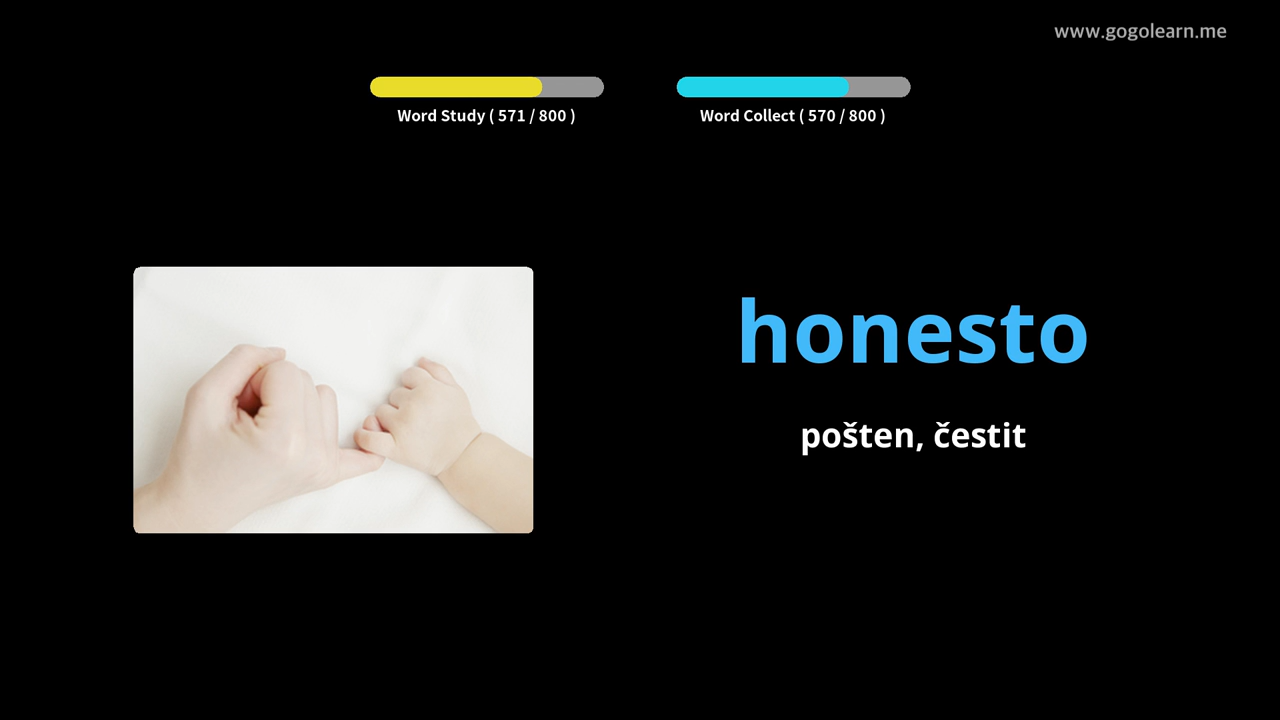 www.gogolearn.me
Word Study ( 571 / 800 )
Word Collect ( 570 / 800 )
honesto
pošten, čestit